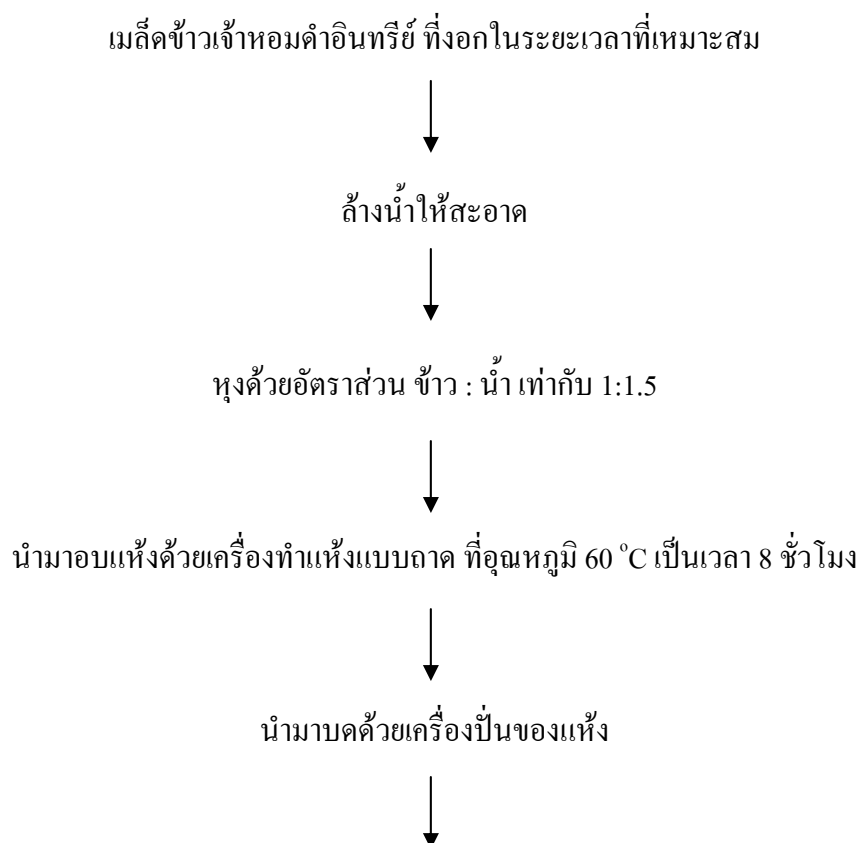 เมล็ดข้าวเจ้าหอมดำอินทรีย์ ที่งอกในระยะเวลาที่เหมาะสม
ล้างน้ำให้สะอาด
หุงด้วยอัตราส่วน ข้าว : น้ำ เท่ากับ 1:1.5
นำมาอบแห้งด้วยเครื่องทำแห้งแบบถาด ที่อุณหภูมิ 60 °C เป็นเวลา 8 ชั่วโมง
นำมาบดด้วยเครื่องปั่นของแห้ง